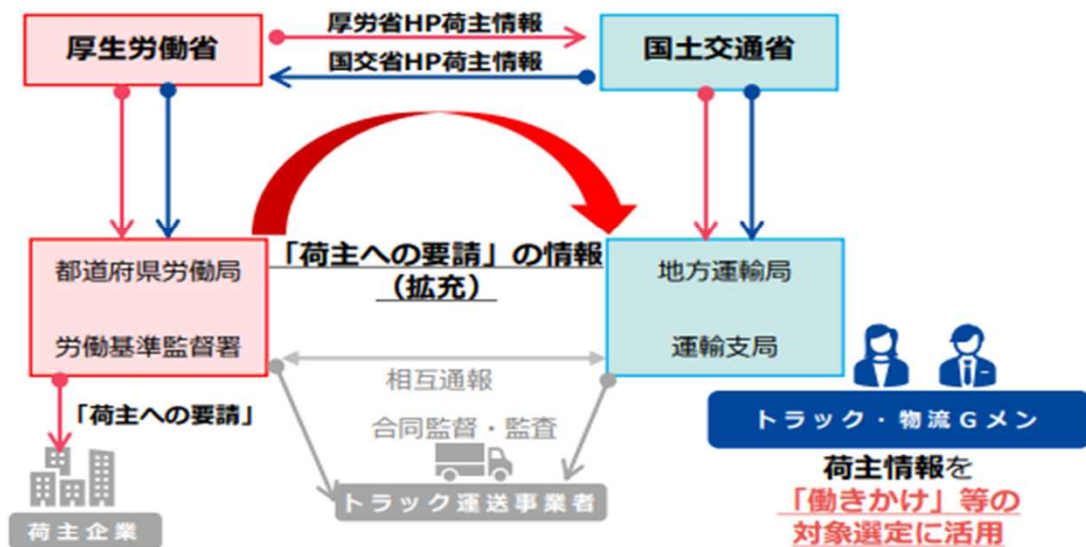 厚生労働省
厚労省HP荷主情報
国交省HP荷主情報
国土交通省
都道府県労働局
労働基準監督署
「荷主への要請」の情報
（拡充）
地方運輸局
運輸支局
相互通報
合同監督・監査
「荷主への要請」
荷主企業
トラック運送事業者
トラック・物流Gメン
荷主情報を
「働きかけ」等の
対象選定に活用